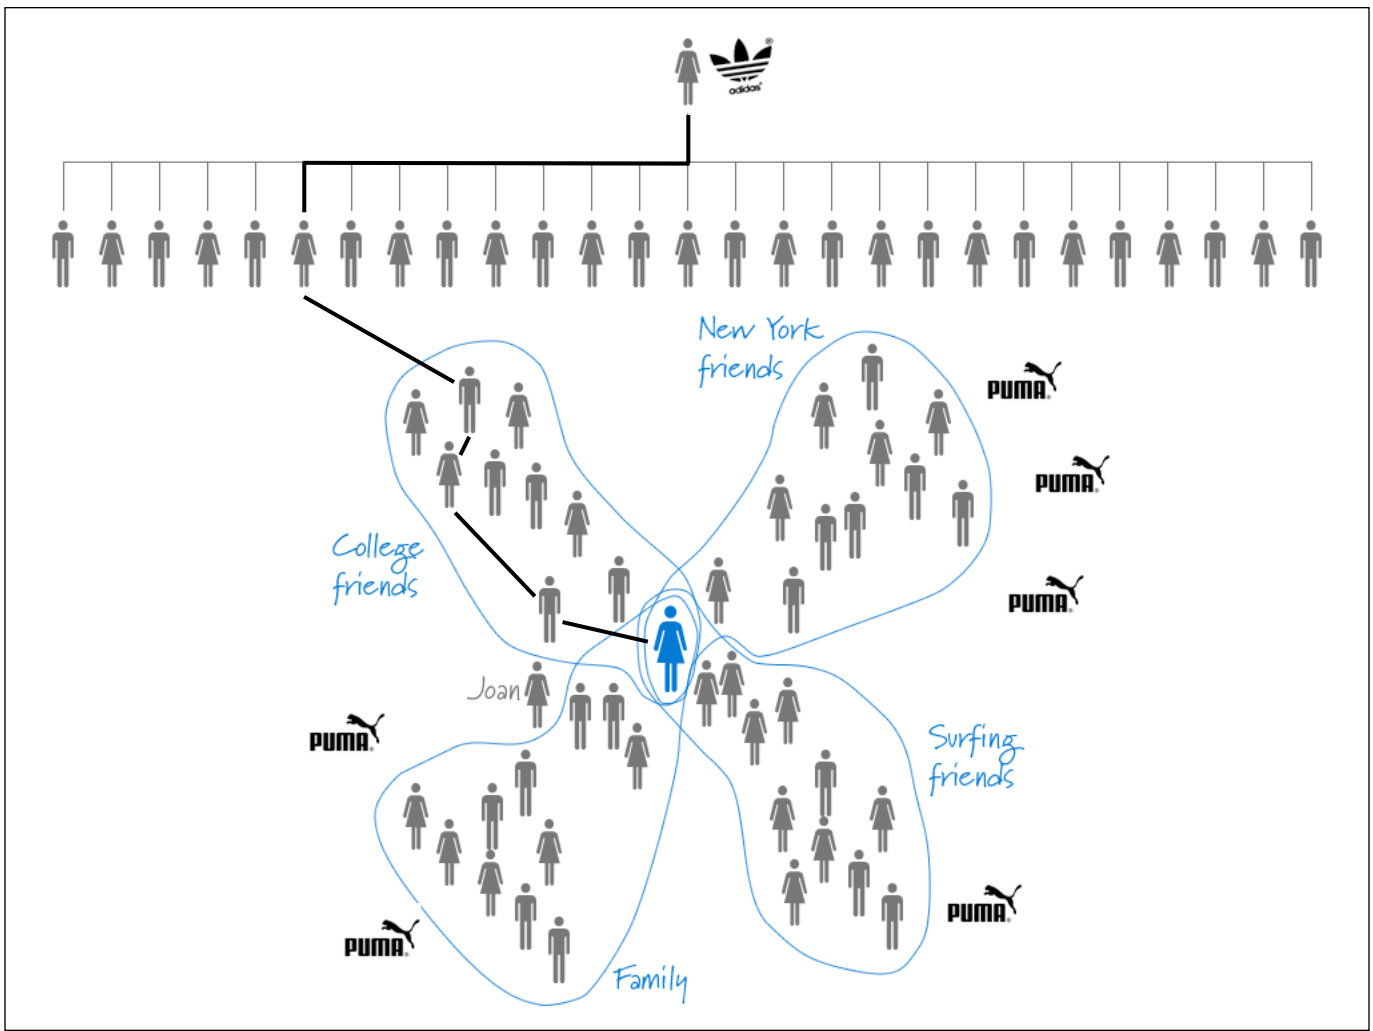 adidas
New York
friends
PUMA
PUMA
College
friends
PUMA
Joan
PUMA
Surfing
friends
PUMA
PUMA
Family